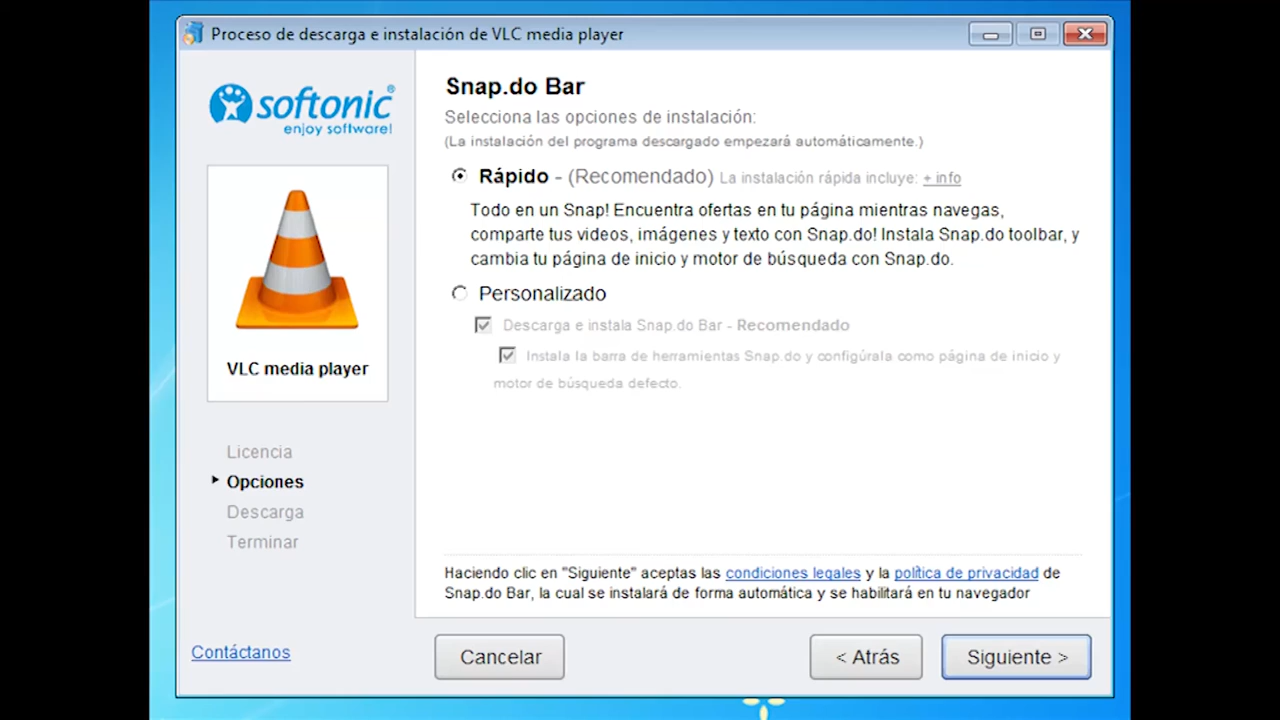 Proceso de descarga e instalación de VLC media player
softonic®
enjoy software!
VLC media player
Licencia
Opciones
Descarga
Terminar
Contáctanos
Snap.do Bar
Selecciona las opciones de instalación:
(La instalación del programa descargado empezará automáticamente.)
Rápido - (Recomendado) La instalación rápida incluye: + info
Todo en un Snap! Encuentra ofertas en tu página mientras navegas,
comparte tus videos, imágenes y texto con Snap.do! Instala Snap.do toolbar, y
cambia tu página de inicio y motor de búsqueda con Snap.do.
Personalizado
Descarga e instala Snap.do Bar - Recomendado
Instala la barra de herramientas Snap.do y configúrala como página de inicio y
motor de búsqueda defecto.
Haciendo clic en "Siguiente" aceptas las condiciones legales y la política de privacidad de
Snap.do Bar, la cual se instalará de forma automática y se habilitará en tu navegador
Cancelar
< Atrás
Siguiente >